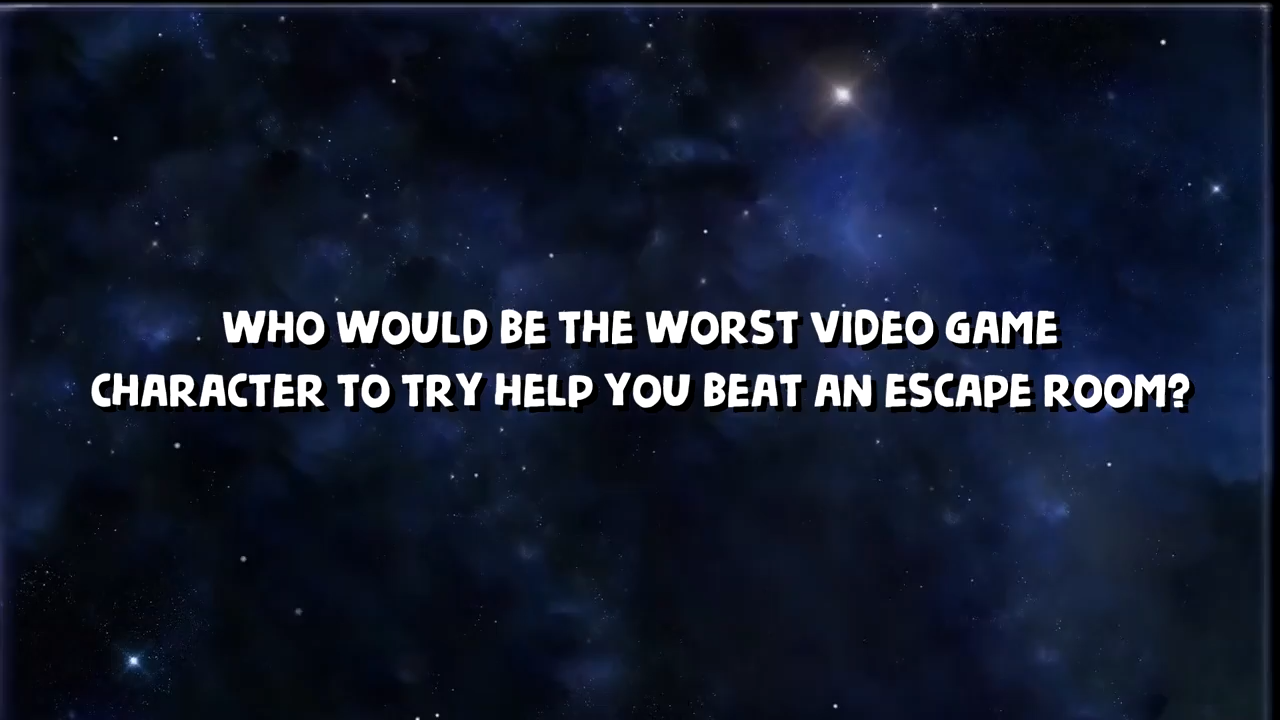 WHO WOULD BE THE WORST VIDEO GAME
CHARACTER TO TRY HELP YOU BEAT AN ESCAPE ROOM?